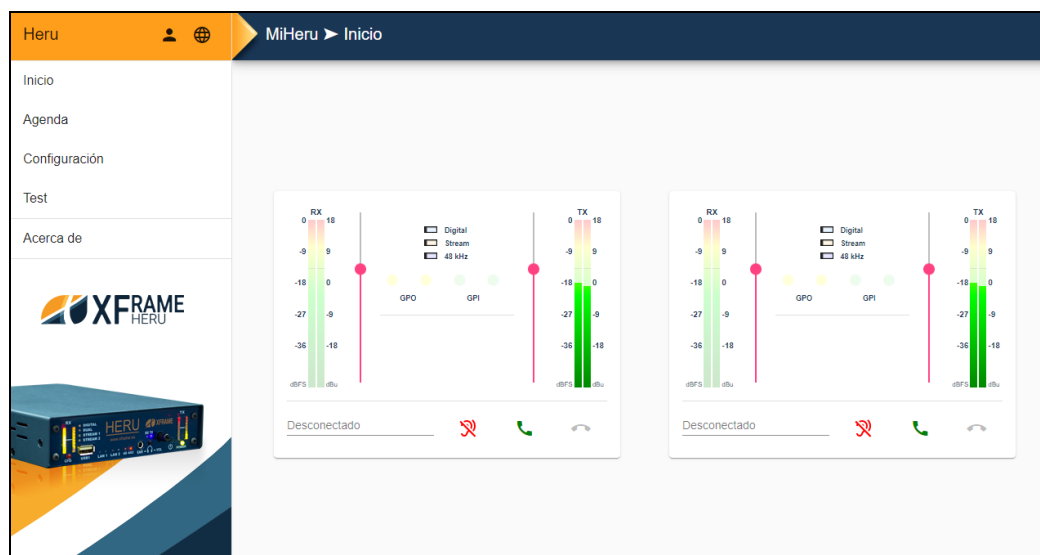 Heru
MiHeru ➤ Inicio
Inicio
Agenda
Configuración
Test
Acerca de
XFRAME
HERU
HERU
XFRAME
RX
0 18
-9 9
-18 0
-27 -9
-36 -18
dBFS dBu
Digital
Stream
48 kHz
GPO GPI
TX
0 18
-9 9
-18 0
-27 -9
-36 -18
dBFS dBu
Desconectado
RX
0 18
-9 9
-18 0
-27 -9
-36 -18
dBFS dBu
Digital
Stream
48 kHz
GPO GPI
TX
0 18
-9 9
-18 0
-27 -9
-36 -18
dBFS dBu
Desconectado